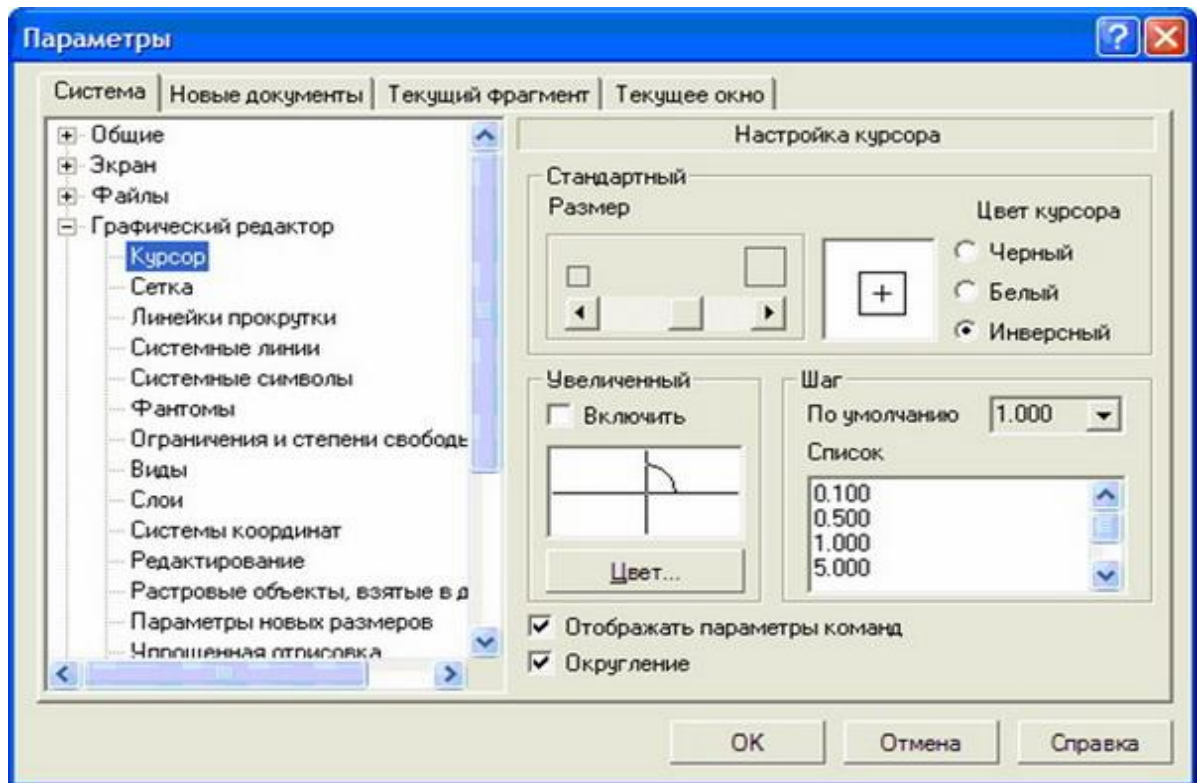 Параметры
Система Новые документы Текущий фрагмент Текущее окно
Общие
Экран
Файлы
Графический редактор
Курсор
Сетка
Линейки прокрутки
Системные линии
Системные символы
Фантомы
Ограничения и степени свободы
Виды
Слои
Системы координат
Редактирование
Растровые объекты, взятые в д
Параметры новых размеров
Упрощенная отрисовка
Настройка курсора
Стандартный
Размер
Цвет курсора
Черный
Белый
Инверсный
Увеличенный
Включить
Цвет...
Шаг
По умолчанию 1.000
Список
0.100
0.500
1.000
5.000
Отображать параметры команд
Округление
OK Отмена Справка